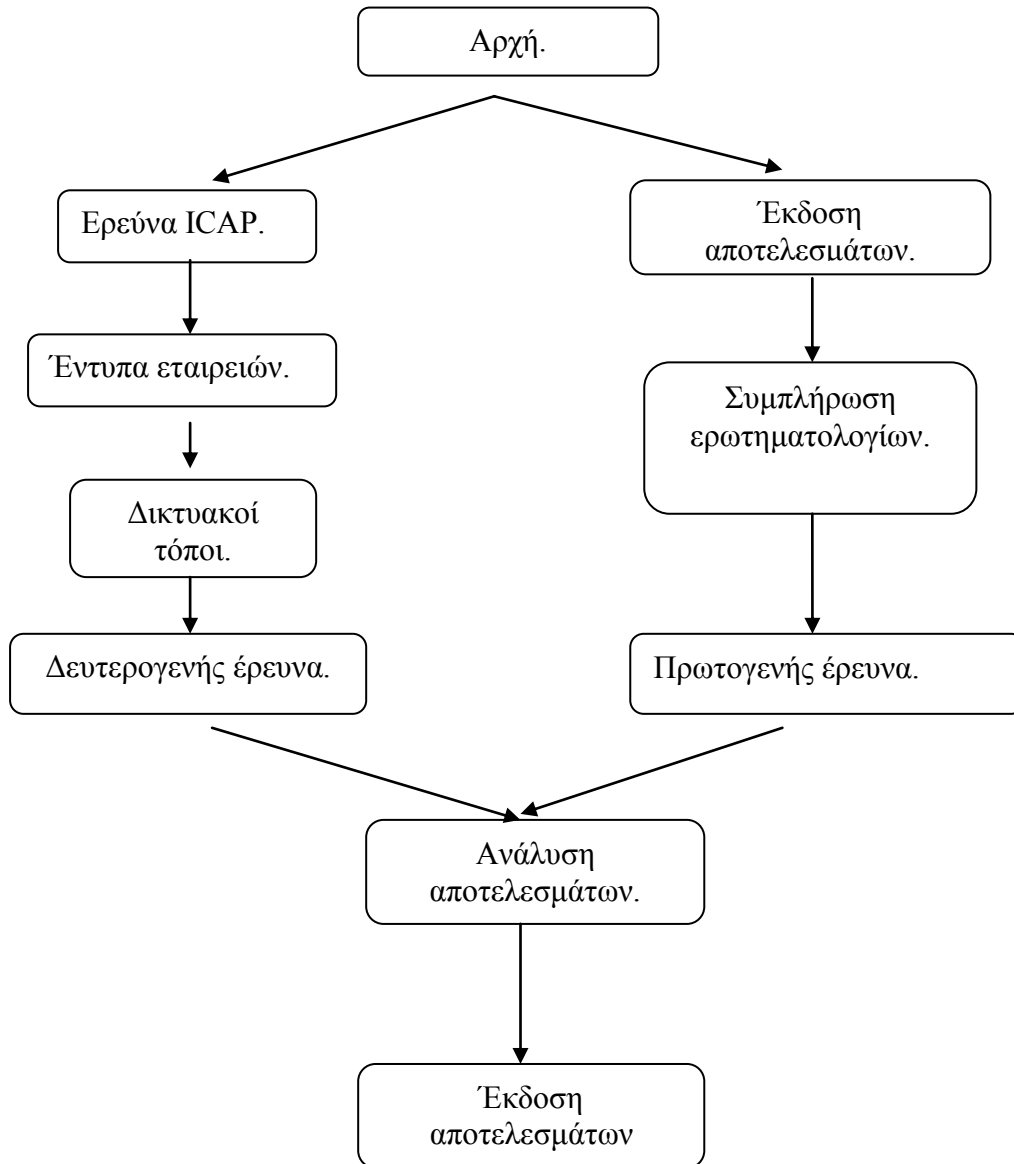 Αρχή.
Ερεύνα ICAP.
Έκδοση
αποτελεσμάτων.
Έντυπα εταιρειών.
Συμπλήρωση
ερωτηματολογίων.
Δικτυακοί
τόποι.
Δευτερογενής έρευνα.
Πρωτογενής έρευνα.
Ανάλυση
αποτελεσμάτων.
Έκδοση
αποτελεσμάτων